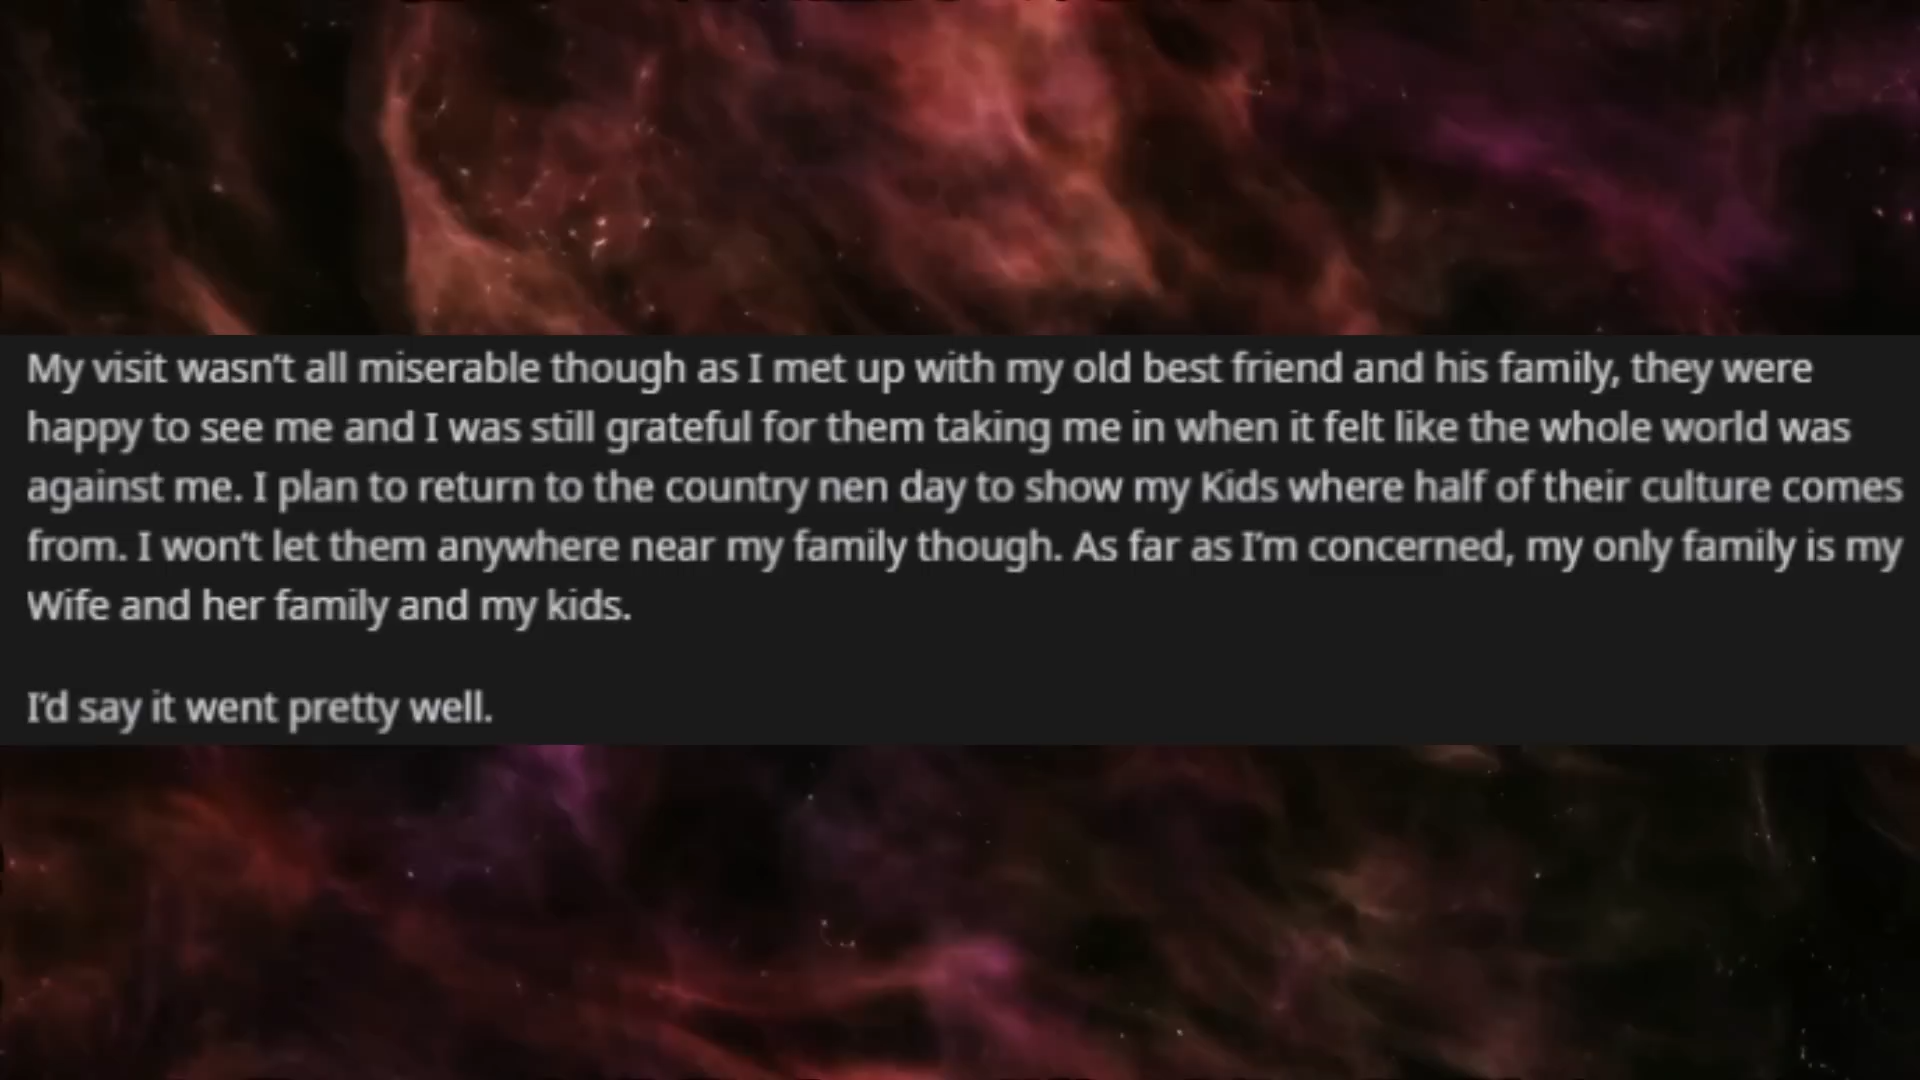 My visit wasn’t all miserable though as I met up with my old best friend and his family, they were
happy to see me and I was still grateful for them taking me in when it felt like the whole world was
against me. I plan to return to the country nen day to show my Kids where half of their culture comes
from. I won’t let them anywhere near my family though. As far as I’m concerned, my only family is my
Wife and her family and my kids.
I’d say it went pretty well.